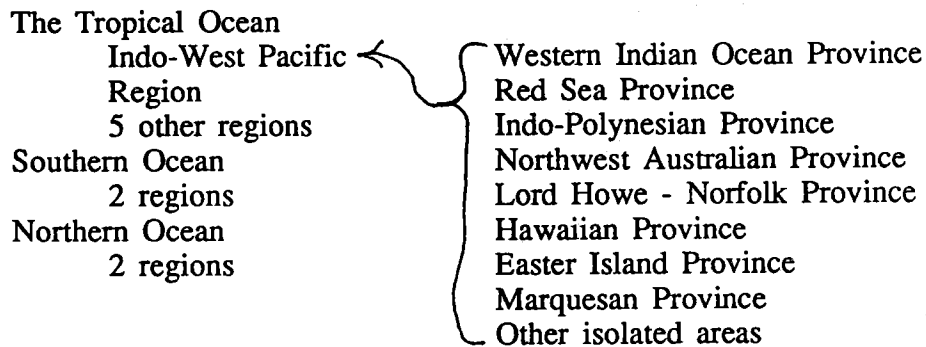 The Tropical Ocean
Indo-West Pacific
Region
5 other regions
Southern Ocean
2 regions
Northern Ocean
2 regions
Western Indian Ocean Province
Red Sea Province
Indo-Polynesian Province
Northwest Australian Province
Lord Howe - Norfolk Province
Hawaiian Province
Easter Island Province
Marquesan Province
Other isolated areas